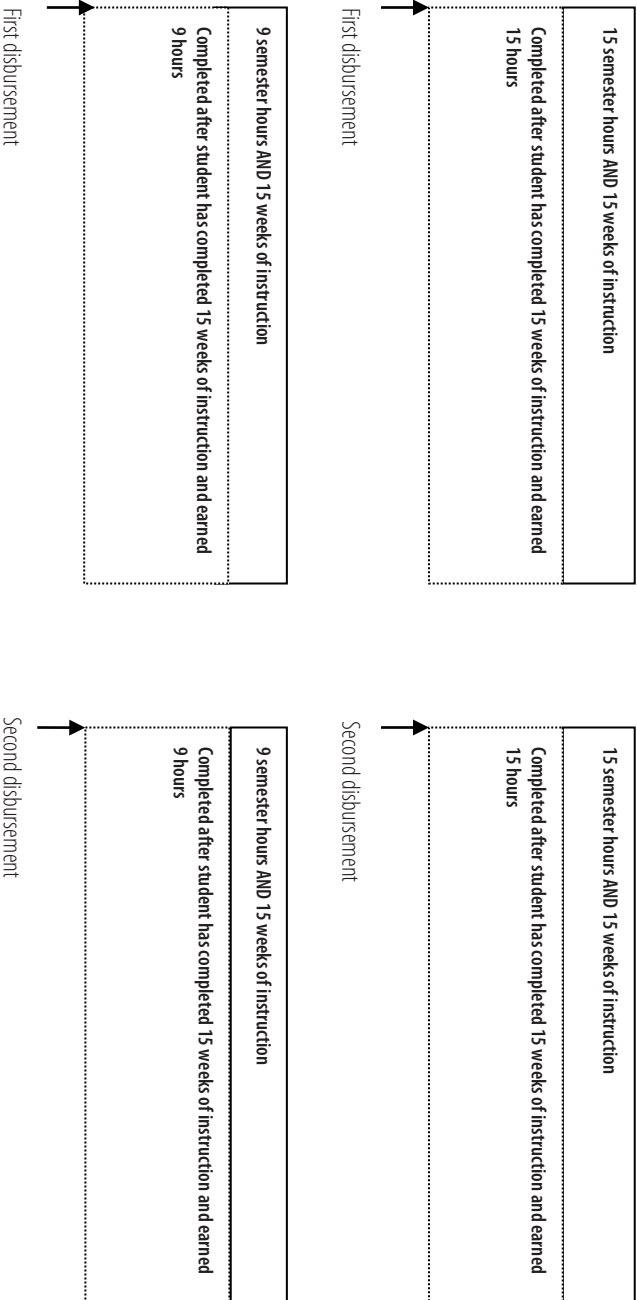 15 semester hours AND 15 weeks of instruction
Completed after student has completed 15 weeks of instruction and earned
15 hours
First disbursement
15 semester hours AND 15 weeks of instruction
Completed after student has completed 15 weeks of instruction and earned
15 hours
Second disbursement
9 semester hours AND 15 weeks of instruction
Completed after student has completed 15 weeks of instruction and earned
9 hours
First disbursement
9 semester hours AND 15 weeks of instruction
Completed after student has completed 15 weeks of instruction and earned
9 hours
Second disbursement